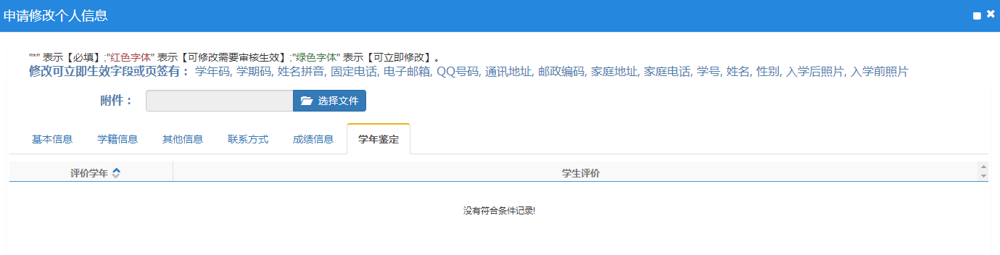 申请修改个人信息
"*" 表示【必填】;"红色字体" 表示【可修改需要审核生效】;"绿色字体" 表示【可立即修改】。
修改可立即生效字段或页签有： 学年码, 学期码, 姓名拼音, 固定电话, 电子邮箱, QQ号码, 通讯地址, 邮政编码, 家庭地址, 家庭电话, 学号, 姓名, 性别, 入学后照片, 入学前照片
附件： 选择文件
基本信息 学籍信息 其他信息 联系方式 成绩信息 学年鉴定
评价学年 学生评价
没有符合条件记录!